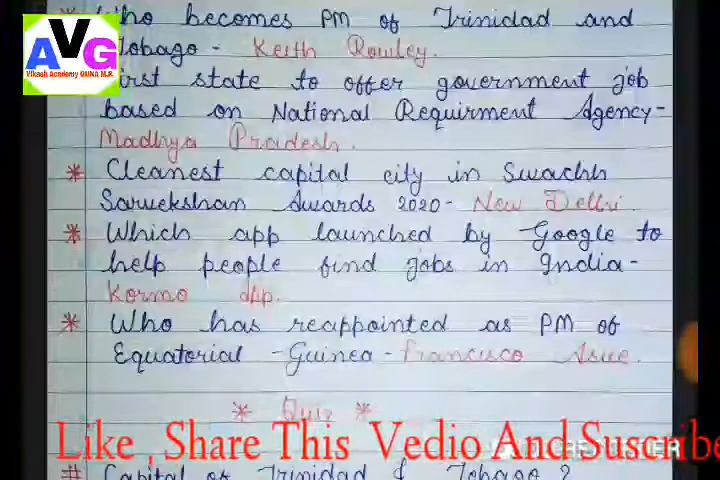 Who becomes PM of Trinidad and
Tobago - Keith Rowley.
First state to offer government job
based on National Requirment Agency-
Madhya Pradesh.
* Cleanest capital city in Swachh
Sarvekshan Awards 2020- New Delhi.
* Which app launched by Google to
help people find jobs in India-
Kormo App.
* Who has reappointed as PM of
Equatorial -Guinea- Francisco Asue.
* Quiz *
# Capital of Trinidad & Tobago ?
AVG
Vikash Academy GUNA M.P.
Like , Share This Vedio And Suscribe